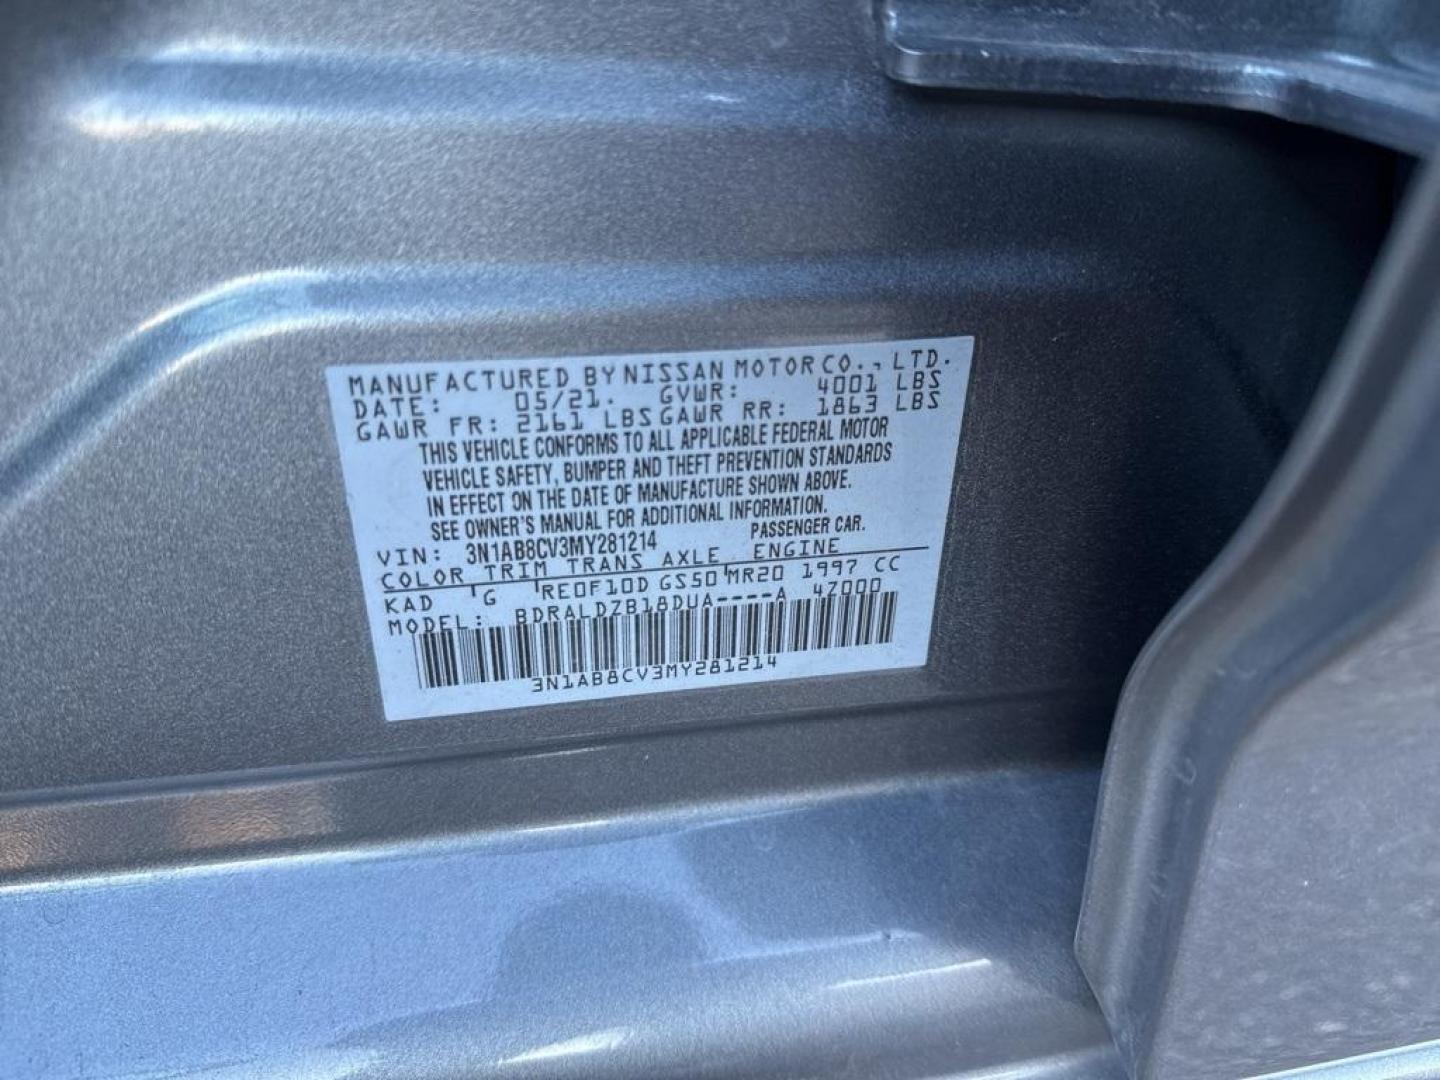 MANUFACTURED BY NISSAN MOTOR CO., LTD.
DATE: 05/21. GVWR: 4001 LBS
GAWR FR: 2161 LBS GAWR RR: 1863 LBS
THIS VEHICLE CONFORMS TO ALL APPLICABLE FEDERAL MOTOR
VEHICLE SAFETY, BUMPER AND THEFT PREVENTION STANDARDS
IN EFFECT ON THE DATE OF MANUFACTURE SHOWN ABOVE.
SEE OWNER'S MANUAL FOR ADDITIONAL INFORMATION.
VIN: 3N1AB8CV3MY281214 PASSENGER CAR.
COLOR TRIM TRANS AXLE ENGINE
KAD G RE0F10D GS50 MR20 1997 CC
MODEL: BDRALDZB18DUA----A 4Z000
3N1AB8CV3MY281214